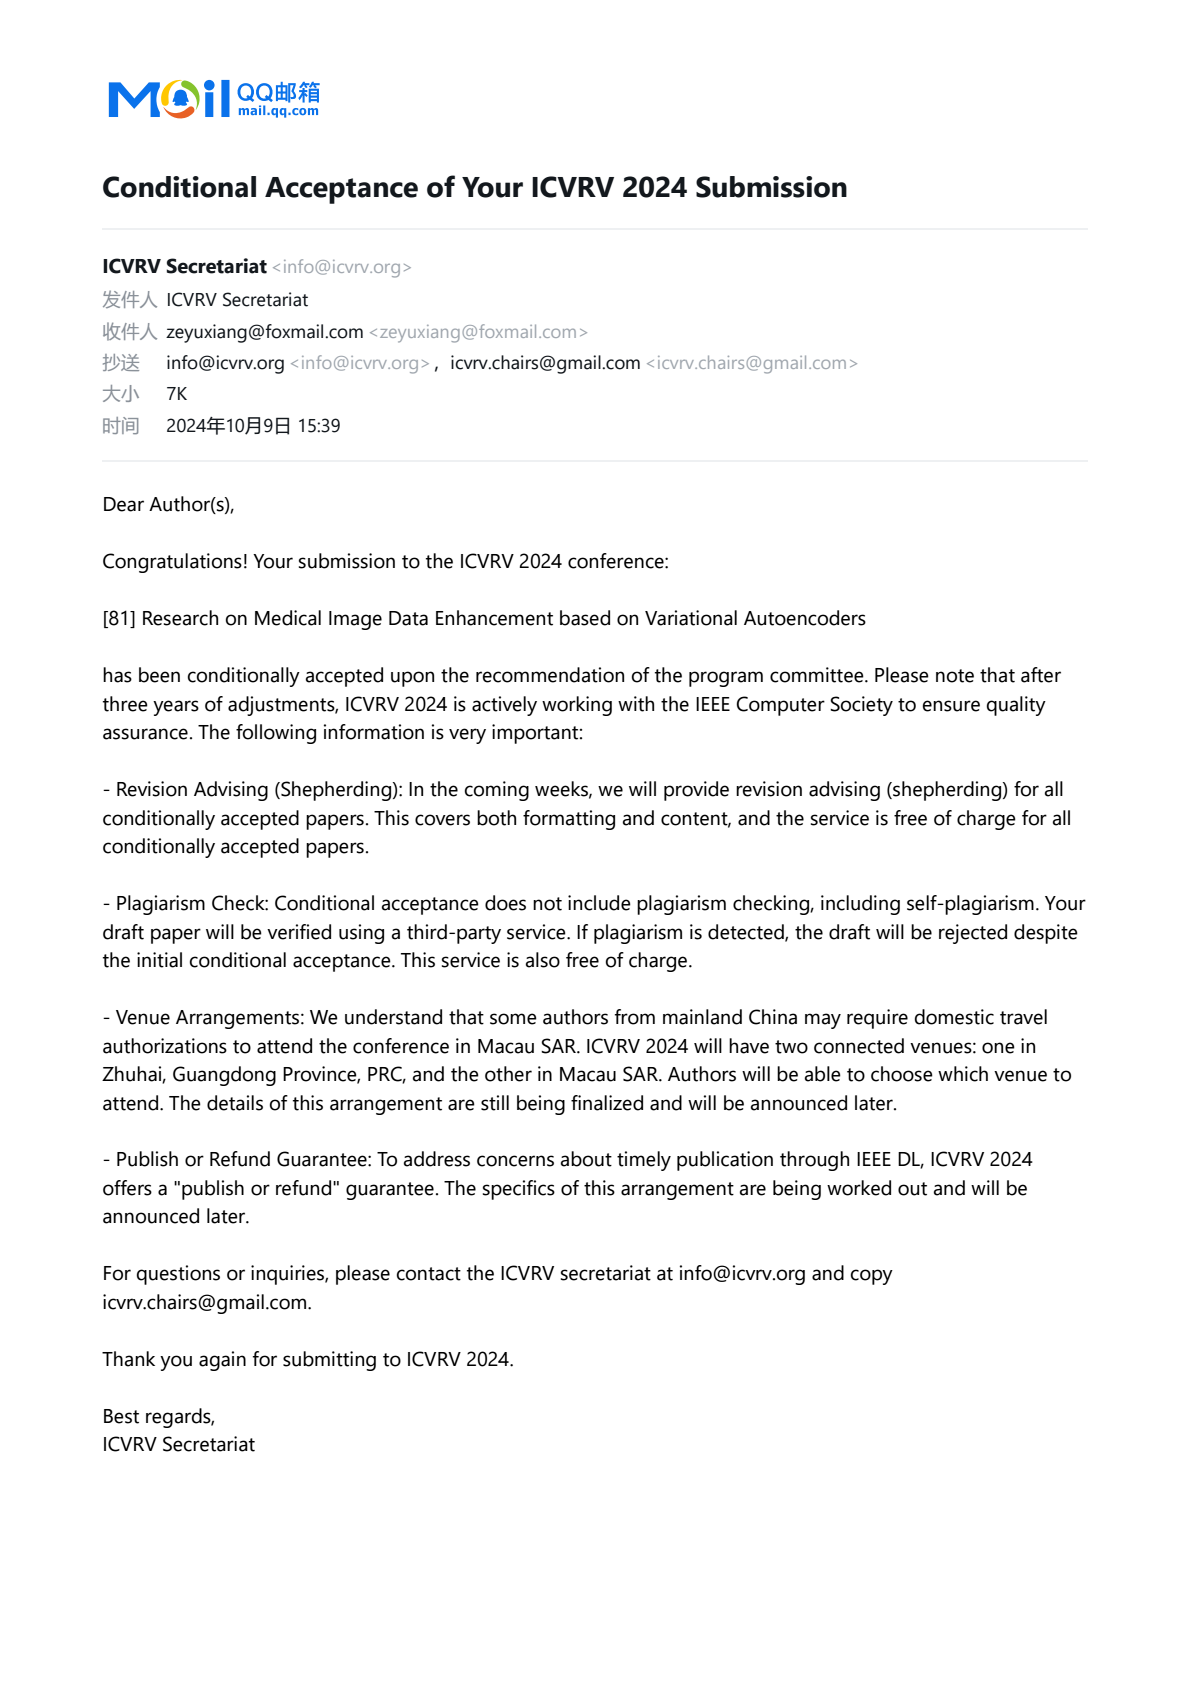 Mail QQ邮箱
mail.qq.com
Conditional Acceptance of Your ICVRV 2024 Submission
ICVRV Secretariat <info@icvrv.org>
发件人 ICVRV Secretariat
收件人 zeyuxiang@foxmail.com <zeyuxiang@foxmail.com>
抄送 info@icvrv.org <info@icvrv.org>, icvrv.chairs@gmail.com <icvrv.chairs@gmail.com>
大小 7K
时间 2024年10月9日 15:39
Dear Author(s),
Congratulations! Your submission to the ICVRV 2024 conference:
[81] Research on Medical Image Data Enhancement based on Variational Autoencoders
has been conditionally accepted upon the recommendation of the program committee. Please note that after
three years of adjustments, ICVRV 2024 is actively working with the IEEE Computer Society to ensure quality
assurance. The following information is very important:
- Revision Advising (Shepherding): In the coming weeks, we will provide revision advising (shepherding) for all
conditionally accepted papers. This covers both formatting and content, and the service is free of charge for all
conditionally accepted papers.
- Plagiarism Check: Conditional acceptance does not include plagiarism checking, including self-plagiarism. Your
draft paper will be verified using a third-party service. If plagiarism is detected, the draft will be rejected despite
the initial conditional acceptance. This service is also free of charge.
- Venue Arrangements: We understand that some authors from mainland China may require domestic travel
authorizations to attend the conference in Macau SAR. ICVRV 2024 will have two connected venues: one in
Zhuhai, Guangdong Province, PRC, and the other in Macau SAR. Authors will be able to choose which venue to
attend. The details of this arrangement are still being finalized and will be announced later.
- Publish or Refund Guarantee: To address concerns about timely publication through IEEE DL, ICVRV 2024
offers a "publish or refund" guarantee. The specifics of this arrangement are being worked out and will be
announced later.
For questions or inquiries, please contact the ICVRV secretariat at info@icvrv.org and copy
icvrv.chairs@gmail.com.
Thank you again for submitting to ICVRV 2024.
Best regards,
ICVRV Secretariat